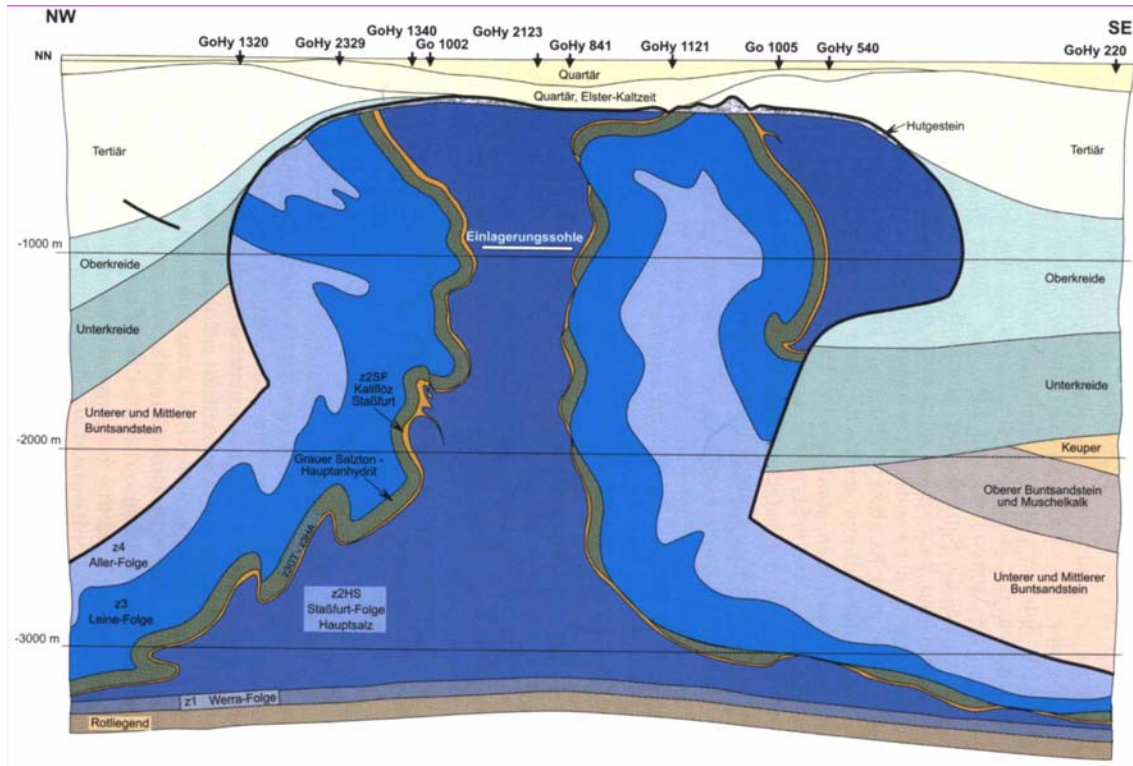 NW
SE
GoHy 1320
GoHy 2329
GoHy 1340
Go 1002
GoHy 2123
GoHy 841
GoHy 1121
Go 1005
GoHy 540
GoHy 220
NN
Quartär
Quartär, Elster-Kaltzeit
Hutgestein
Tertiär
Tertiär
Einlagerungssohle
-1000 m
Oberkreide
Oberkreide
Unterkreide
Unterkreide
z2SF
Kaliflöz
Staßfurt
Unterer und Mittlerer
Buntsandstein
-2000 m
Keuper
Grauer Salzton -
Hauptanhydrit
Oberer Buntsandstein
und Muschelkalk
z3GT - z3HA
z4
Aller-Folge
Unterer und Mittlerer
Buntsandstein
z3
Leine-Folge
z2HS
Staßfurt-Folge
Hauptsalz
-3000 m
z1 Werra-Folge
Rotliegend